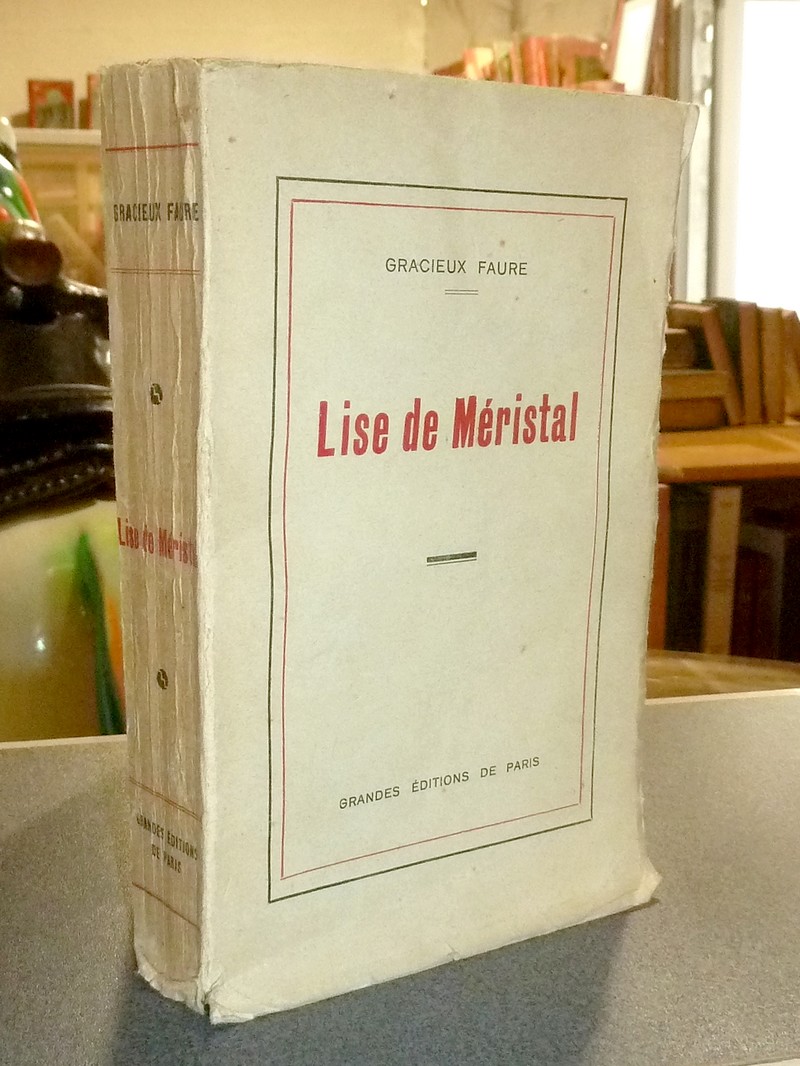 GRACIEUX FAURE
Lise de Méristal
GRANDES ÉDITIONS DE PARIS
GRACIEUX FAURE
Lise de Méristal
GRANDES ÉDITIONS
DE PARIS